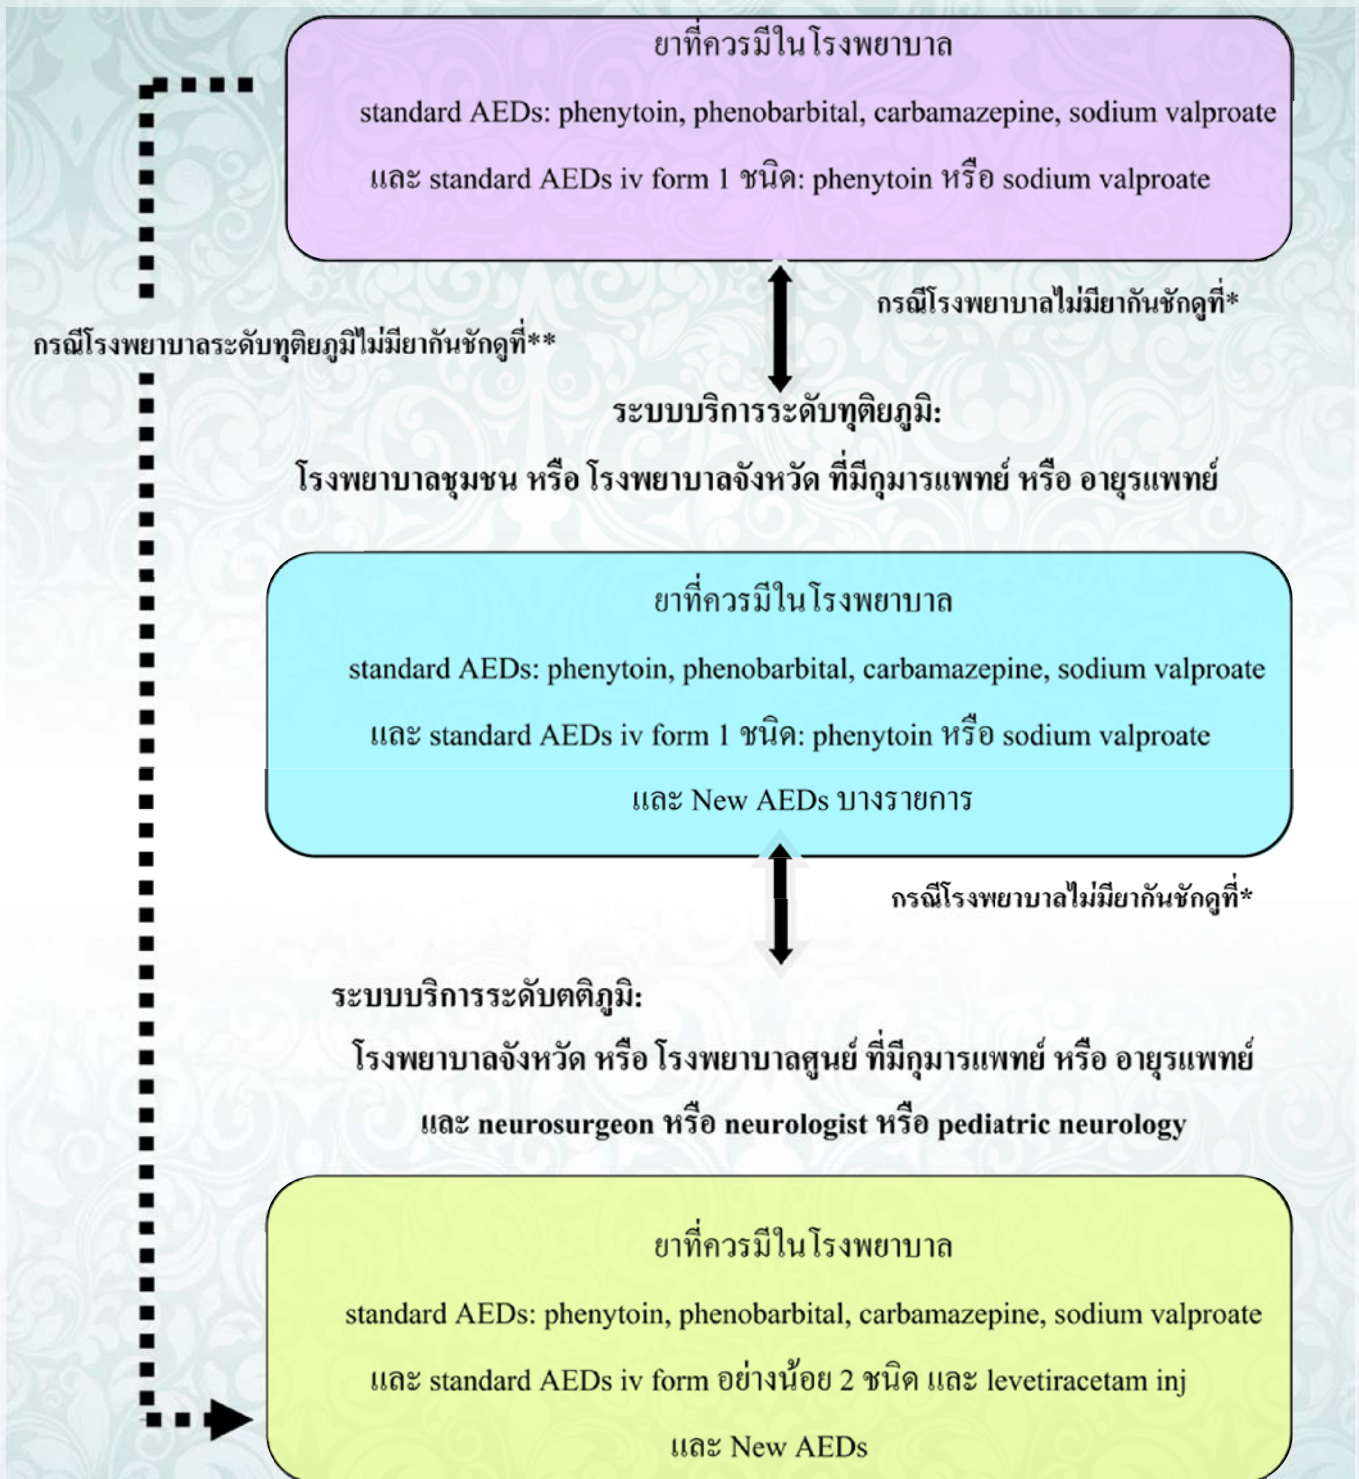 ยาที่ควรมีในโรงพยาบาล
standard AEDs: phenytoin, phenobarbital, carbamazepine, sodium valproate
และ standard AEDs iv form 1 ชนิด: phenytoin หรือ sodium valproate
กรณีโรงพยาบาลไม่มียากันชักดูที่*
กรณีโรงพยาบาลระดับทุติยภูมิไม่มียากันชักดูที่**
ระบบบริการระดับทุติยภูมิ:
โรงพยาบาลชุมชน หรือ โรงพยาบาลจังหวัด ที่มีกุมารแพทย์ หรือ อายุรแพทย์
ยาที่ควรมีในโรงพยาบาล
standard AEDs: phenytoin, phenobarbital, carbamazepine, sodium valproate
และ standard AEDs iv form 1 ชนิด: phenytoin หรือ sodium valproate
และ New AEDs บางรายการ
กรณีโรงพยาบาลไม่มียากันชักดูที่*
ระบบบริการระดับตติภูมิ:
โรงพยาบาลจังหวัด หรือ โรงพยาบาลศูนย์ ที่มีกุมารแพทย์ หรือ อายุรแพทย์
และ neurosurgeon หรือ neurologist หรือ pediatric neurology
ยาที่ควรมีในโรงพยาบาล
standard AEDs: phenytoin, phenobarbital, carbamazepine, sodium valproate
และ standard AEDs iv form อย่างน้อย 2 ชนิด และ levetiracetam inj
และ New AEDs